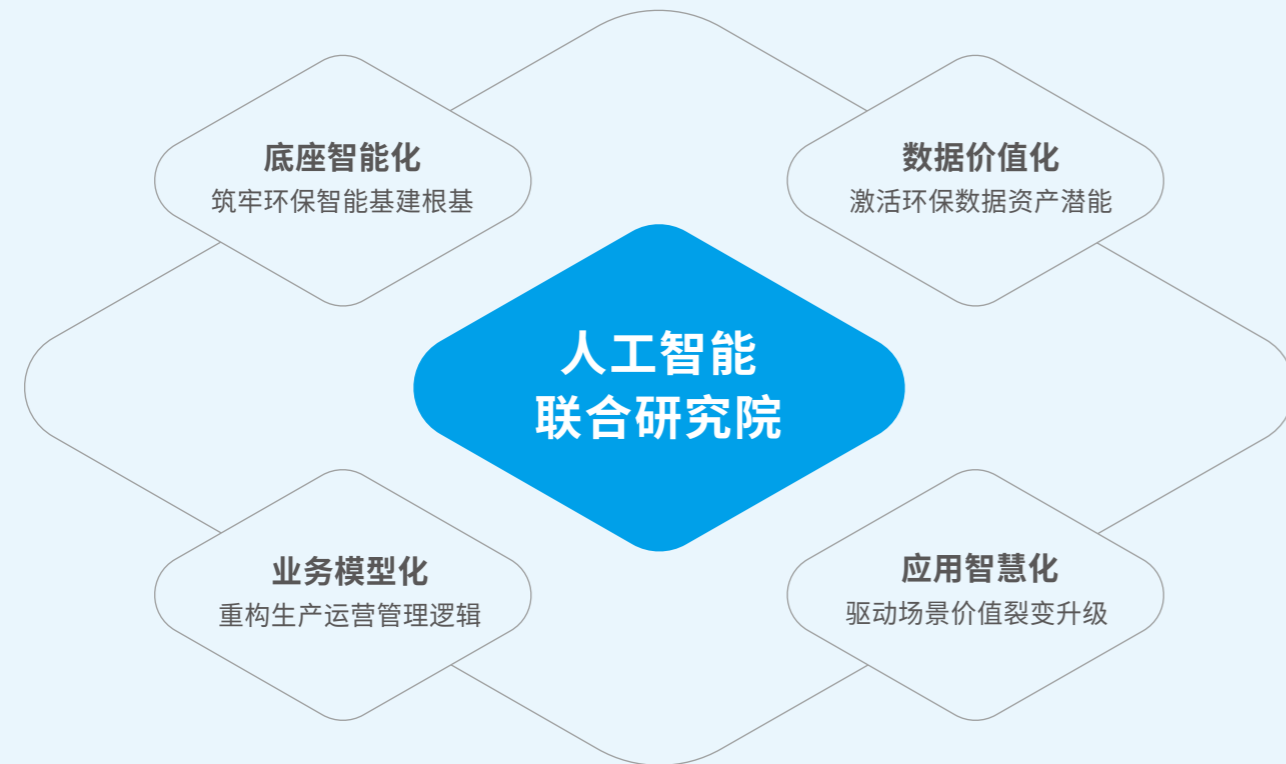 底座智能化
筑牢环保智能基建根基
数据价值化
激活环保数据资产潜能
人工智能
联合研究院
业务模型化
重构生产运营管理逻辑
应用智慧化
驱动场景价值裂变升级